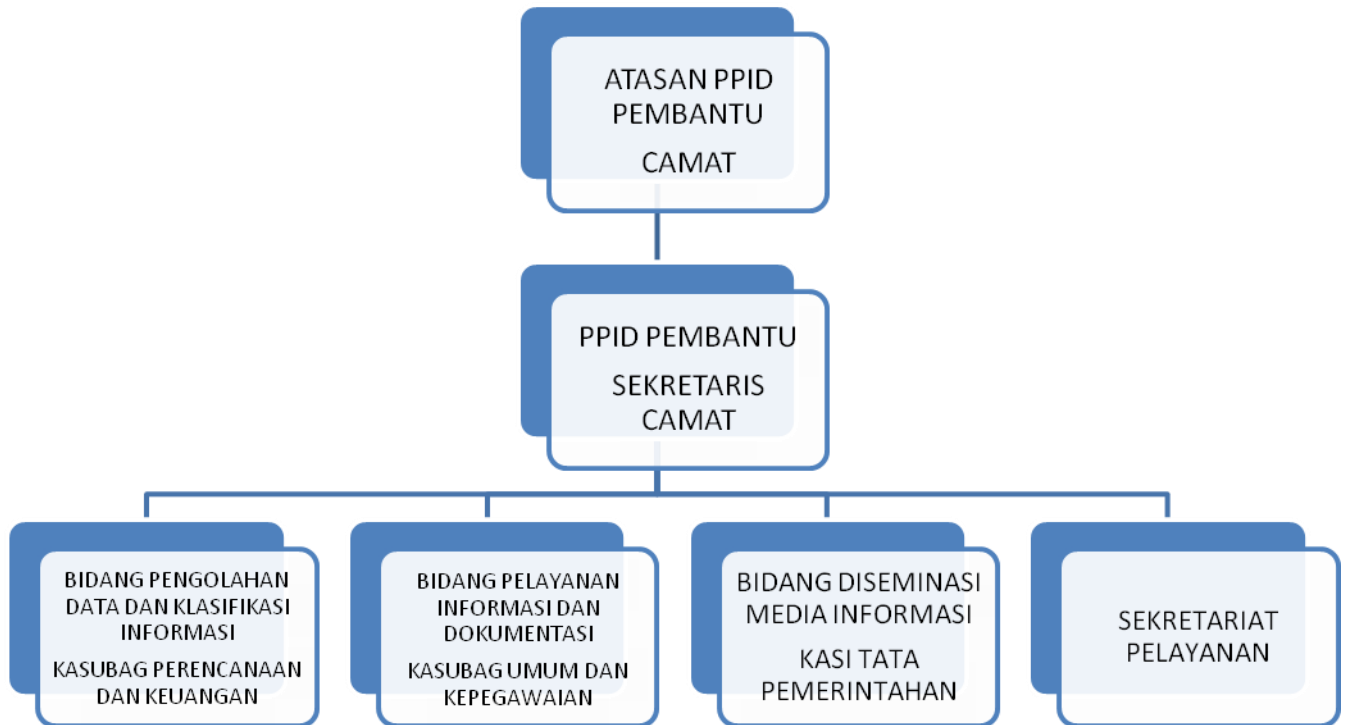 ATASAN PPID
PEMBANTU
CAMAT
PPID PEMBANTU
SEKRETARIS
CAMAT
BIDANG PENGOLAHAN
DATA DAN KLASIFIKASI
INFORMASI
KASUBAG PERENCANAAN
DAN KEUANGAN
BIDANG PELAYANAN
INFORMASI DAN
DOKUMENTASI
KASUBAG UMUM DAN
KEPEGAWAIAN
BIDANG DISEMINASI
MEDIA INFORMASI
KASI TATA
PEMERINTAHAN
SEKRETARIAT
PELAYANAN